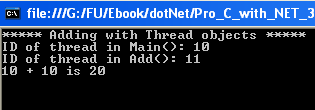 file:///G:/FU/Ebook/dotNet/Pro_C_with_NET_3
***** Adding with Thread objects *****
ID of thread in Main(): 10
ID of thread in Add(): 11
10 + 10 is 20